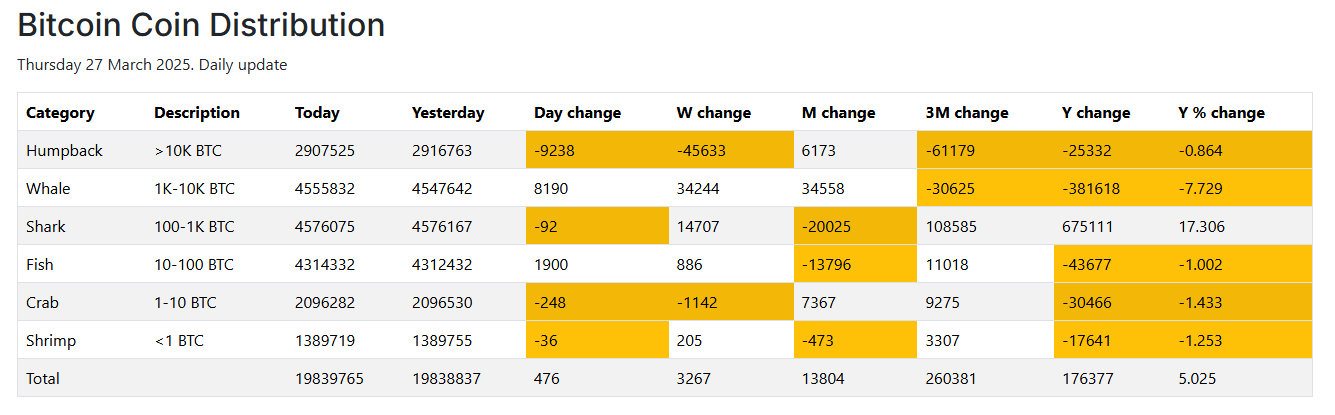 Bitcoin Coin Distribution
Thursday 27 March 2025. Daily update
Category Description Today Yesterday Day change W change M change 3M change Y change Y % change
Humpback >10K BTC 2907525 2916763 -9238 -45633 6173 -61179 -25332 -0.864
Whale 1K-10K BTC 4555832 4547642 8190 34244 34558 -30625 -381618 -7.729
Shark 100-1K BTC 4576075 4576167 -92 14707 -20025 108585 675111 17.306
Fish 10-100 BTC 4314332 4312432 1900 886 -13796 11018 -43677 -1.002
Crab 1-10 BTC 2096282 2096530 -248 -1142 7367 9275 -30466 -1.433
Shrimp <1 BTC 1389719 1389755 -36 205 -473 3307 -17641 -1.253
Total 19839765 19838837 476 3267 13804 260381 176377 5.025